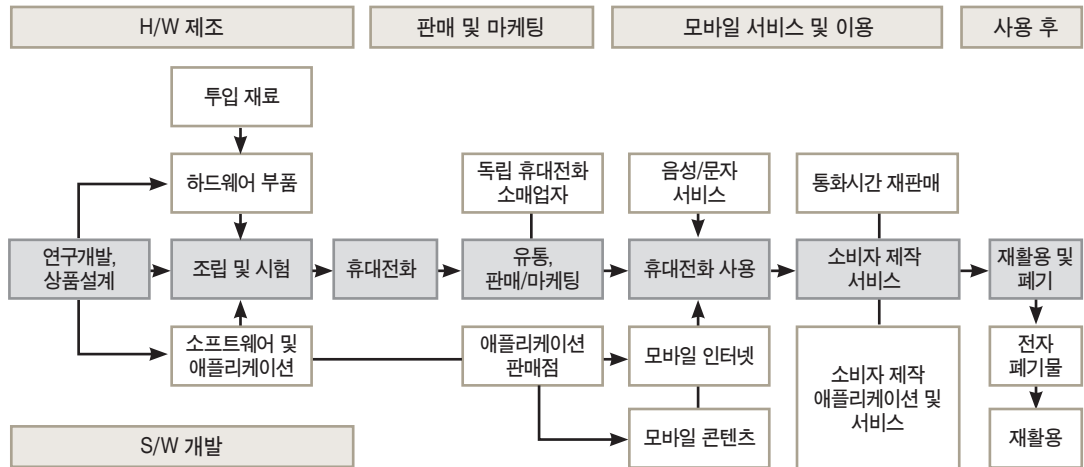 H/W 제조
판매 및 마케팅
모바일 서비스 및 이용
사용 후
투입 재료
하드웨어 부품
독립 휴대전화
소매업자
음성/문자
서비스
통화시간 재판매
연구개발,
상품설계
조립 및 시험
휴대전화
유통,
판매/마케팅
휴대전화 사용
소비자 제작
서비스
재활용 및
폐기
소프트웨어 및
애플리케이션
애플리케이션
판매점
모바일 인터넷
소비자 제작
애플리케이션 및
서비스
전자
폐기물
모바일 콘텐츠
재활용
S/W 개발